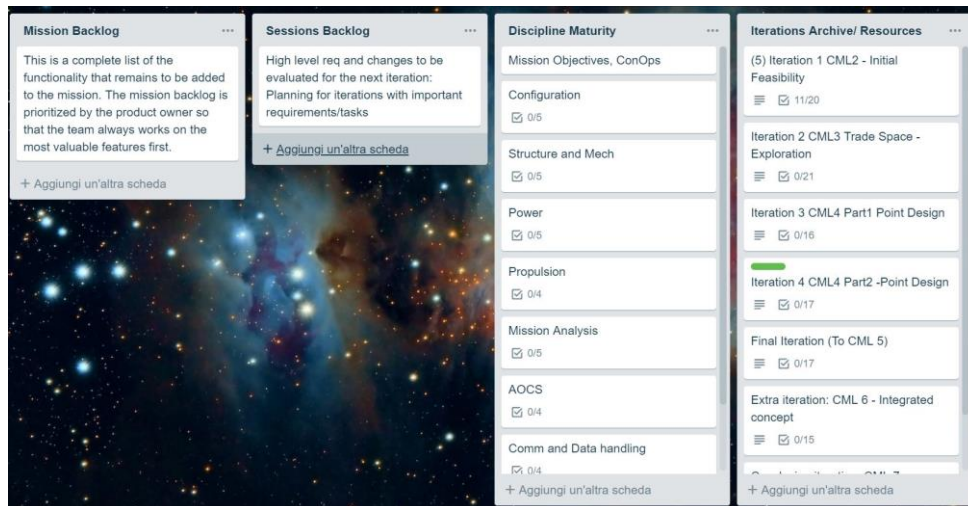 Mission Backlog
This is a complete list of the
functionality that remains to be added
to the mission. The mission backlog is
prioritized by the product owner so
that the team always works on the
most valuable features first.
+ Aggiungi un'altra scheda
Sessions Backlog
High level req and changes to be
evaluated for the next iteration:
Planning for iterations with important
requirements/tasks
+ Aggiungi un'altra scheda
Discipline Maturity
Mission Objectives, ConOps
Configuration
0/5
Structure and Mech
0/5
Power
0/5
Propulsion
0/4
Mission Analysis
0/5
AOCS
0/4
Comm and Data handling
0/4
+ Aggiungi un'altra scheda
Iterations Archive/ Resources
(5) Iteration 1 CML2 - Initial
Feasibility
11/20
Iteration 2 CML3 Trade Space -
Exploration
0/21
Iteration 3 CML4 Part1 Point Design
0/16
Iteration 4 CML4 Part2 -Point Design
0/17
Final Iteration (To CML 5)
0/17
Extra iteration: CML 6 - Integrated
concept
0/15
+ Aggiungi un'altra scheda